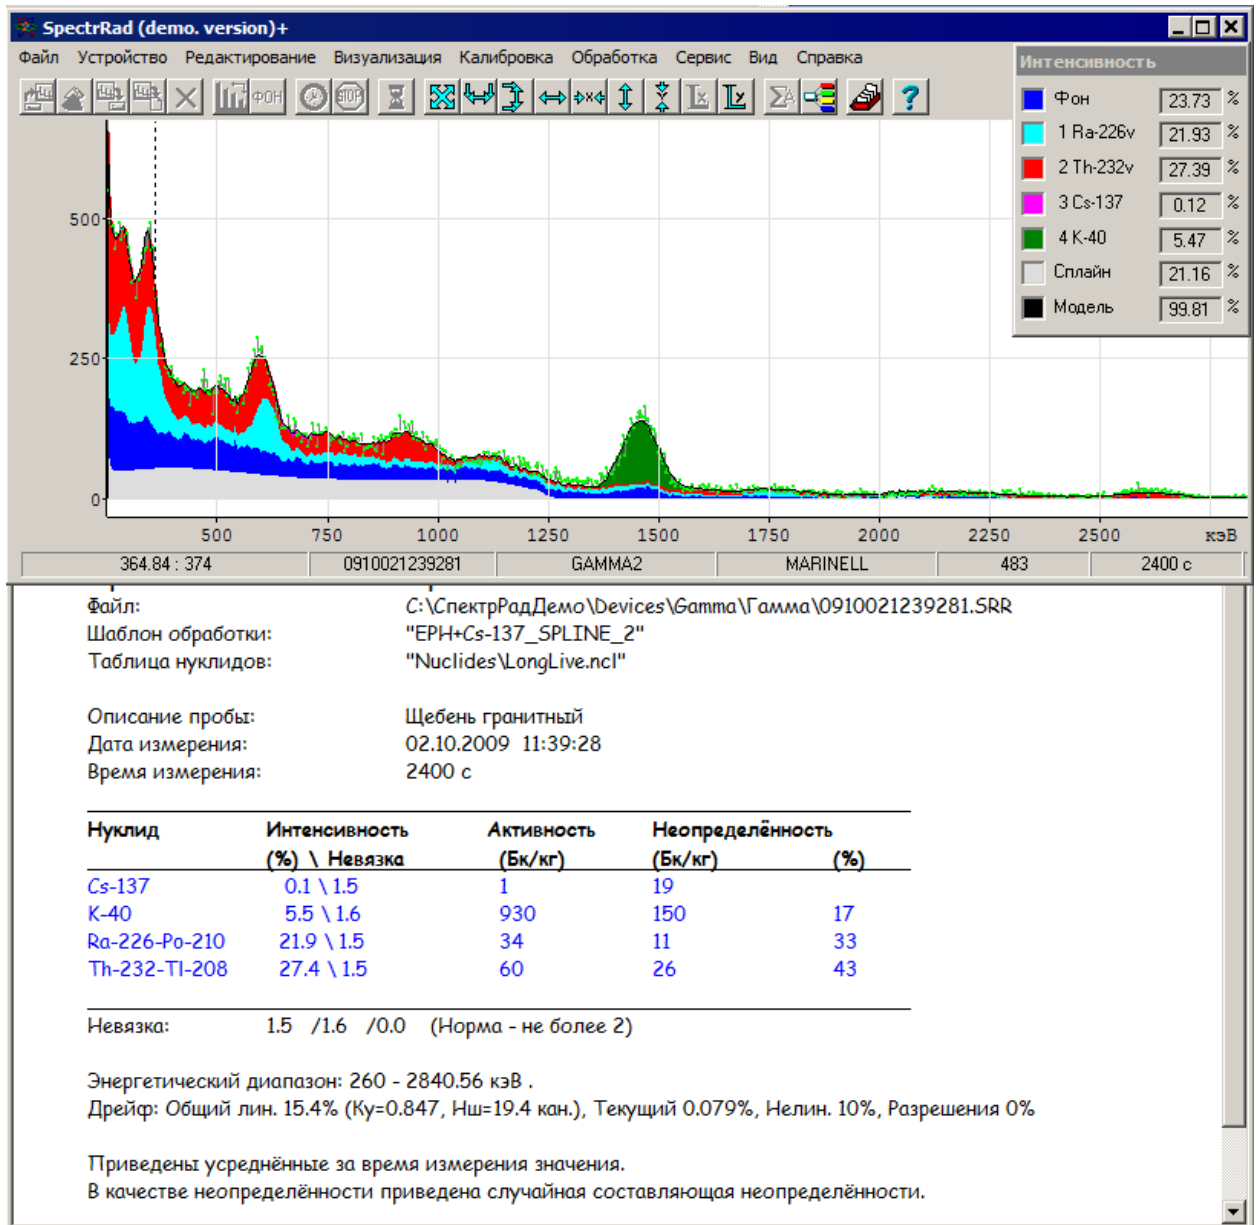 SpectrRad (demo. version)+
Файл Устройство Редактирование Визуализация Калибровка Обработка Сервис Вид Справка
ФОН STOP
Интенсивность
Фон 23.73 %
1 Ra-226v 21.93 %
2 Th-232v 27.39 %
3 Cs-137 0.12 %
4 K-40 5.47 %
Сплайн 21.16 %
Модель 99.81 %
500
250
0
500 750 1000 1250 1500 1750 2000 2250 2500 кэВ
364.84 : 374 0910021239281 GAMMA2 MARINELL 483 2400 с
Файл: C:\СпектрРадДемо\Devices\Gamma\Гамма\0910021239281.SRR
Шаблон обработки: "ЕРН+Cs-137_SPLINE_2"
Таблица нуклидов: "Nuclides\LongLive.ncl"
Описание пробы: Щебень гранитный
Дата измерения: 02.10.2009 11:39:28
Время измерения: 2400 с
Нуклид Интенсивность Активность Неопределённость
(%) \ Невязка (Бк/кг) (Бк/кг) (%)
Cs-137 0.1 \ 1.5 1 19
K-40 5.5 \ 1.6 930 150 17
Ra-226-Po-210 21.9 \ 1.5 34 11 33
Th-232-Tl-208 27.4 \ 1.5 60 26 43
Невязка: 1.5 /1.6 /0.0 (Норма - не более 2)
Энергетический диапазон: 260 - 2840.56 кэВ .
Дрейф: Общий лин. 15.4% (Ку=0.847, Нш=19.4 кан.), Текущий 0.079%, Нелин. 10%, Разрешения 0%
Приведены усреднённые за время измерения значения.
В качестве неопределённости приведена случайная составляющая неопределённости.